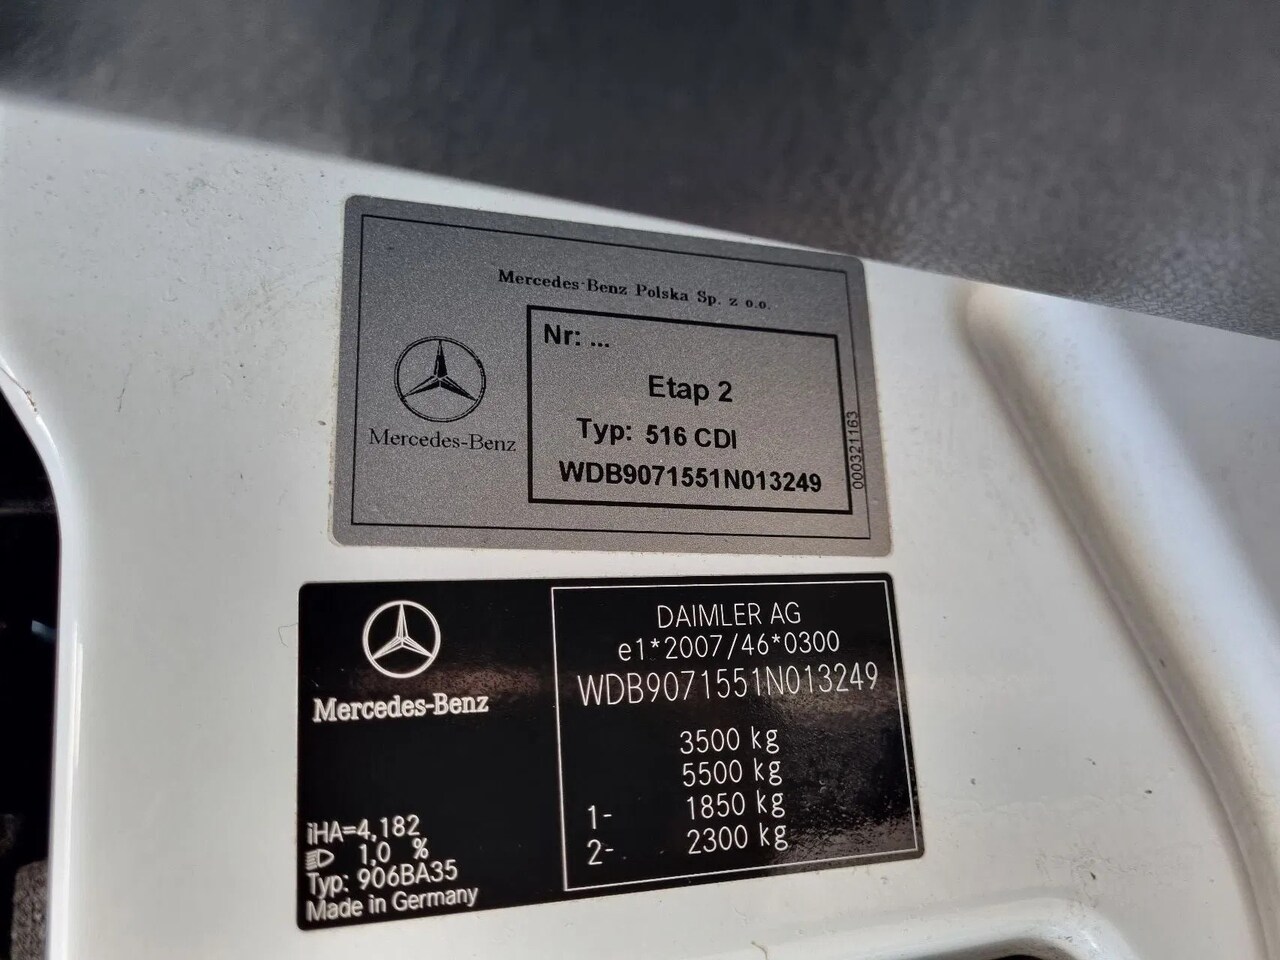 Mercedes-Benz Polska Sp. z o.o.
Nr: ...
Etap 2
Typ: 516 CDI
WDB9071551N013249
000321163
Mercedes-Benz
DAIMLER AG
e1*2007/46*0300
WDB9071551N013249
3500 kg
5500 kg
1- 1850 kg
2- 2300 kg
Mercedes-Benz
iHA=4,182
1,0 %
Typ: 906BA35
Made in Germany